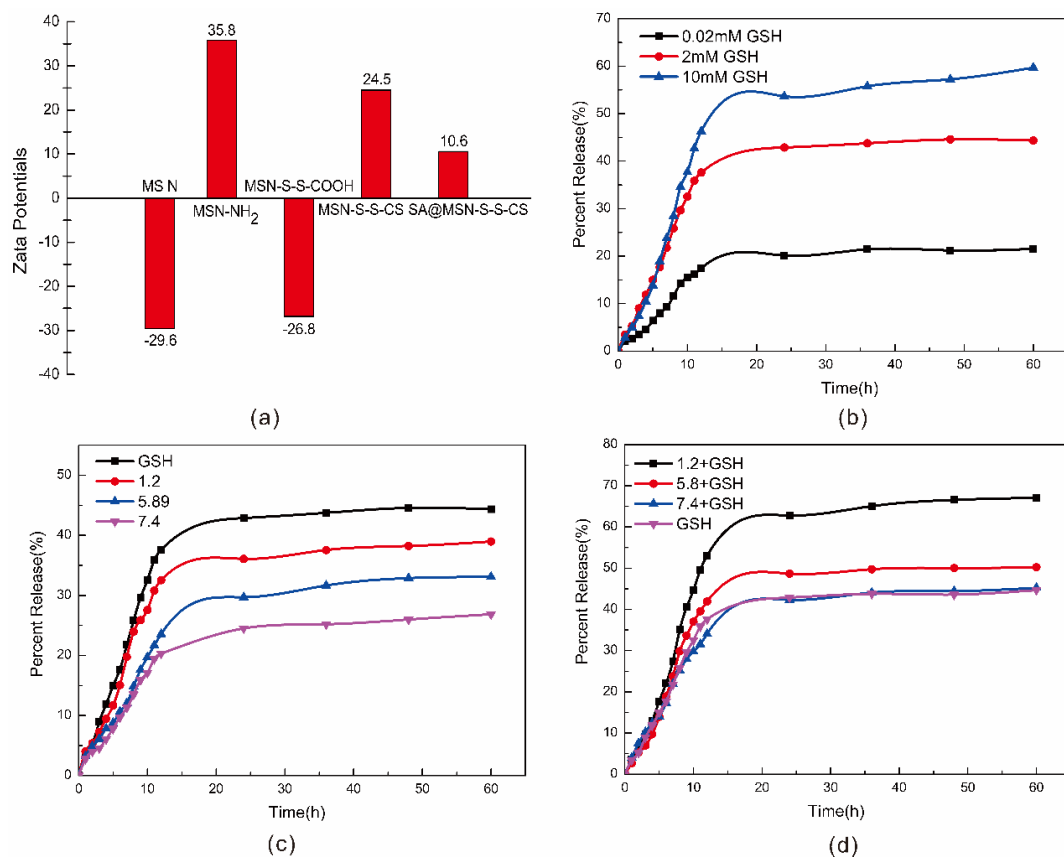 40
30
20
10
0
-10
-20
-30
-40
Zata Potentials
35.8
24.5
10.6
MS N
MSN-S-S-COOH
MSN-NH2
MSN-S-S-CS
SA@MSN-S-S-CS
-29.6
-26.8
(a)
70
60
50
40
30
20
10
0
Percent Release(%)
0.02mM GSH
2mM GSH
10mM GSH
0
10
20
30
40
50
60
Time(h)
(b)
50
40
30
20
10
0
Percent Release(%)
GSH
1.2
5.89
7.4
0
10
20
30
40
50
60
Time(h)
(c)
80
70
60
50
40
30
20
10
0
Percent Release(%)
1.2+GSH
5.8+GSH
7.4+GSH
GSH
0
10
20
30
40
50
60
Time(h)
(d)